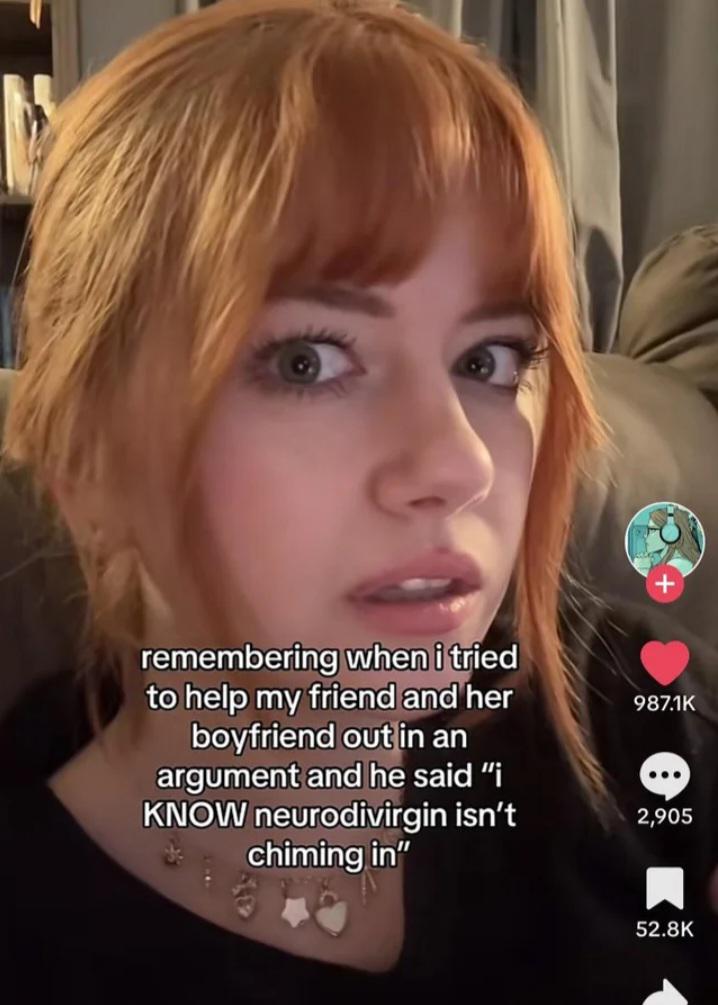 remembering when i tried
to help my friend and her
boyfriend out in an
argument and he said “i
KNOW neurodivirgin isn’t
chiming in”
987.1K
2,905
52.8K